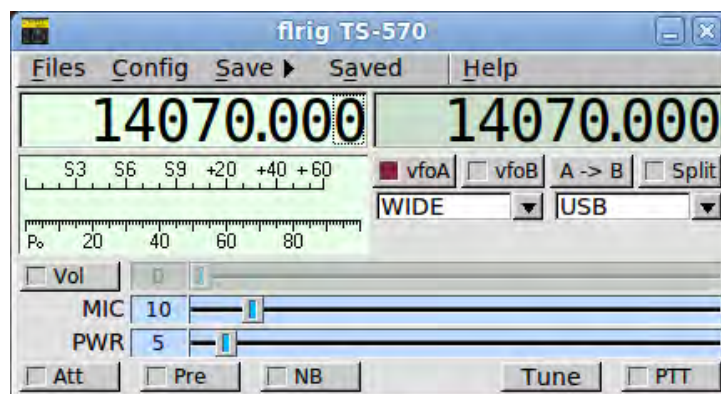 flrig TS-570
Files Config Save Saved Help
14070.000 14070.000
S3 S6 S9 +20 +40 +60
vfoA vfoB A -> B Split
WIDE USB
Po 20 40 60 80
Vol 0
MIC 10
PWR 5
Att Pre NB Tune PTT